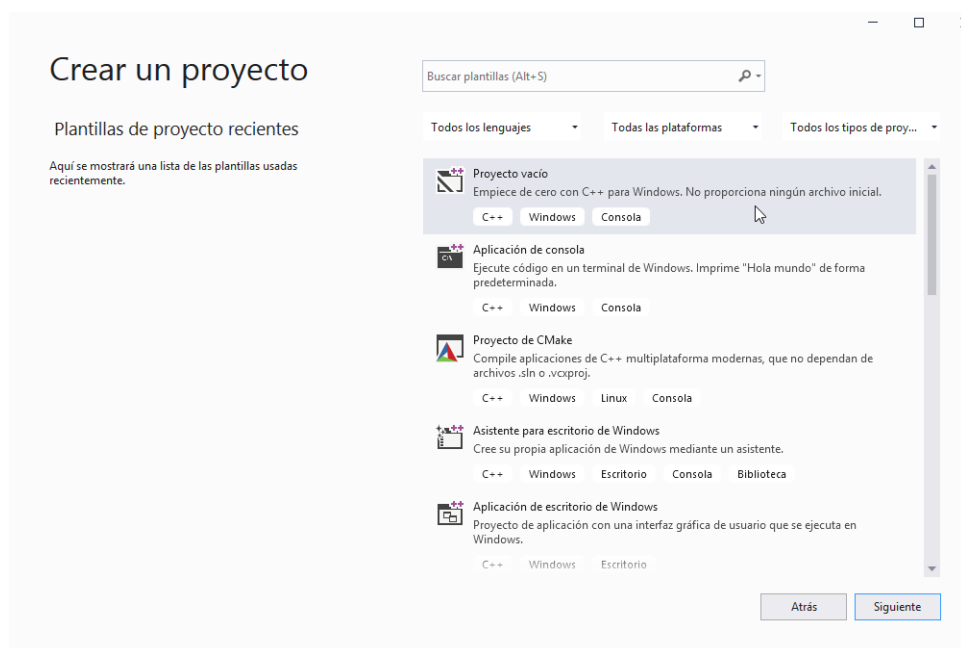 Crear un proyecto
Buscar plantillas (Alt+S)
Plantillas de proyecto recientes
Todos los lenguajes
Todas las plataformas
Todos los tipos de proy...
Aquí se mostrará una lista de las plantillas usadas
recientemente.
Proyecto vacío
Empiece de cero con C++ para Windows. No proporciona ningún archivo inicial.
C++ Windows Consola
Aplicación de consola
Ejecute código en un terminal de Windows. Imprime "Hola mundo" de forma
predeterminada.
C++ Windows Consola
Proyecto de CMake
Compile aplicaciones de C++ multiplataforma modernas, que no dependan de
archivos .sln o .vcxproj.
C++ Windows Linux Consola
Asistente para escritorio de Windows
Cree su propia aplicación de Windows mediante un asistente.
C++ Windows Escritorio Consola Biblioteca
Aplicación de escritorio de Windows
Proyecto de aplicación con una interfaz gráfica de usuario que se ejecuta en
Windows.
C++ Windows Escritorio
Atrás
Siguiente